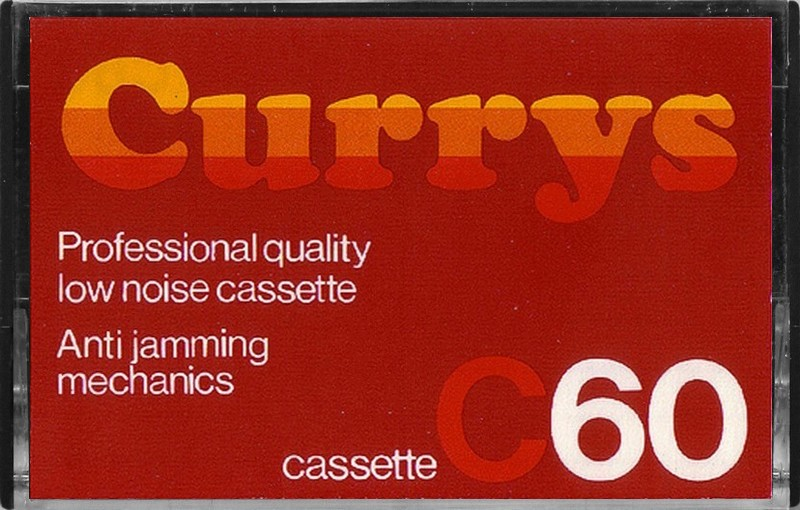 Currys
Professional quality
low noise cassette
Anti jamming
mechanics
cassette C60